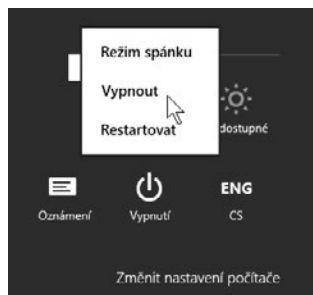 Režim spánku
Vypnout
Restartovat
dostupné
ENG
Oznámení
Vypnutí
CS
Změnit nastavení počítače